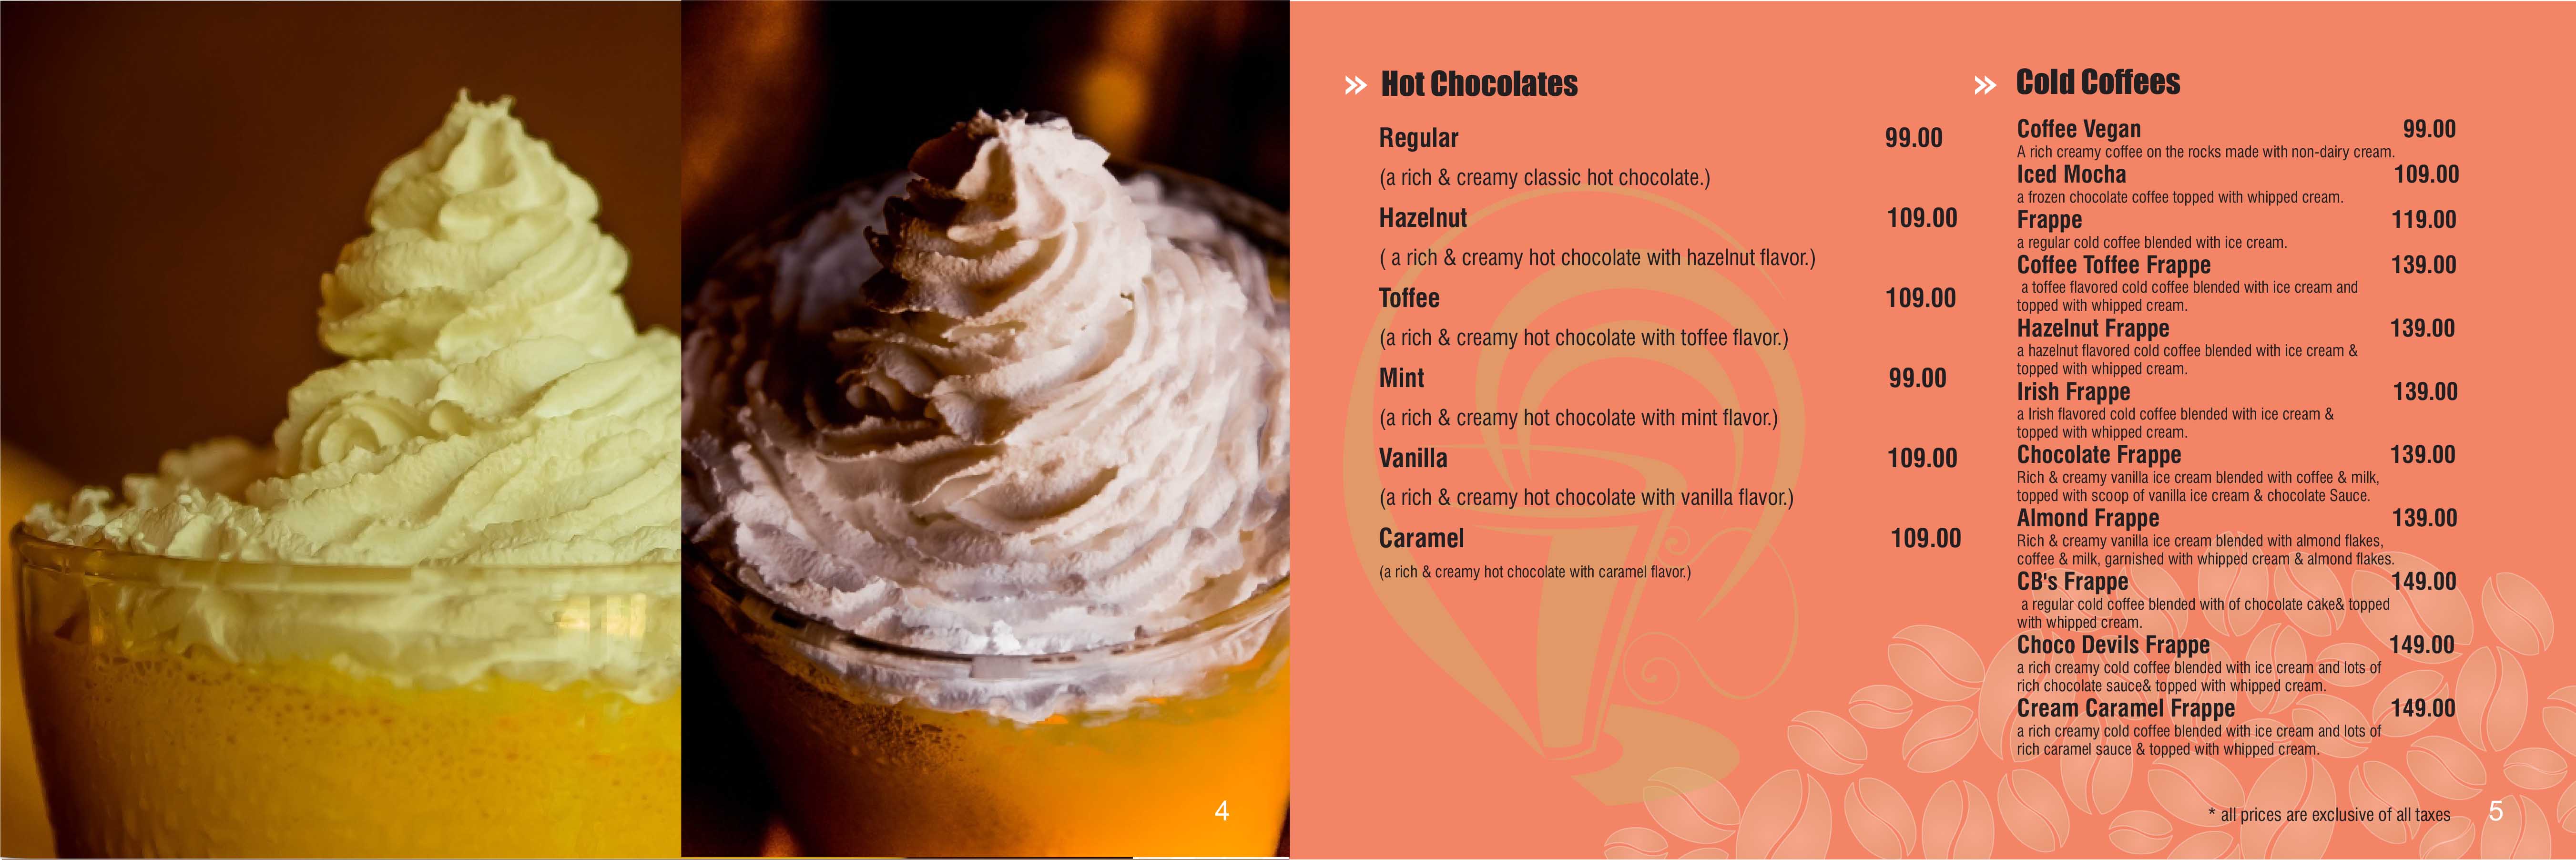 4
» Hot Chocolates
Regular 99.00
(a rich & creamy classic hot chocolate.)
Hazelnut 109.00
( a rich & creamy hot chocolate with hazelnut flavor.)
Toffee 109.00
(a rich & creamy hot chocolate with toffee flavor.)
Mint 99.00
(a rich & creamy hot chocolate with mint flavor.)
Vanilla 109.00
(a rich & creamy hot chocolate with vanilla flavor.)
Caramel 109.00
(a rich & creamy hot chocolate with caramel flavor.)
» Cold Coffees
Coffee Vegan 99.00
A rich creamy coffee on the rocks made with non-dairy cream.
Iced Mocha 109.00
a frozen chocolate coffee topped with whipped cream.
Frappe 119.00
a regular cold coffee blended with ice cream.
Coffee Toffee Frappe 139.00
a toffee flavored cold coffee blended with ice cream and
topped with whipped cream.
Hazelnut Frappe 139.00
a hazelnut flavored cold coffee blended with ice cream &
topped with whipped cream.
Irish Frappe 139.00
a Irish flavored cold coffee blended with ice cream &
topped with whipped cream.
Chocolate Frappe 139.00
Rich & creamy vanilla ice cream blended with coffee & milk,
topped with scoop of vanilla ice cream & chocolate Sauce.
Almond Frappe 139.00
Rich & creamy vanilla ice cream blended with almond flakes,
coffee & milk, garnished with whipped cream & almond flakes.
CB's Frappe 149.00
a regular cold coffee blended with of chocolate cake& topped
with whipped cream.
Choco Devils Frappe 149.00
a rich creamy cold coffee blended with ice cream and lots of
rich chocolate sauce& topped with whipped cream.
Cream Caramel Frappe 149.00
a rich creamy cold coffee blended with ice cream and lots of
rich caramel sauce & topped with whipped cream.
* all prices are exclusive of all taxes 5